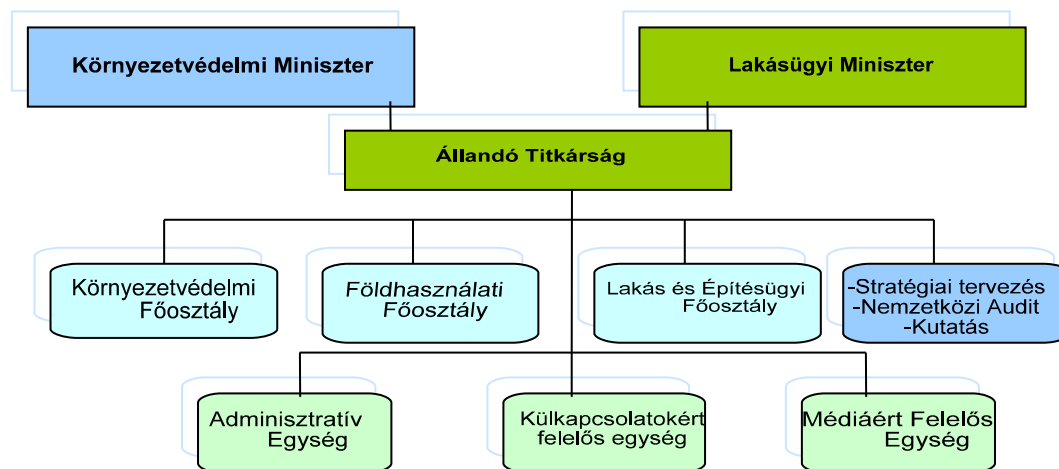 Környezetvédelmi Miniszter
Lakásügyi Miniszter
Állandó Titkárság
Környezetvédelmi
Főosztály
Földhasználati
Főosztály
Lakás és Építésügyi
Főosztály
-Stratégiai tervezés
-Nemzetközi Audit
-Kutatás
Adminisztratív
Egység
Külkapcsolatokért
felelős egység
Médiáért Felelős
Egység